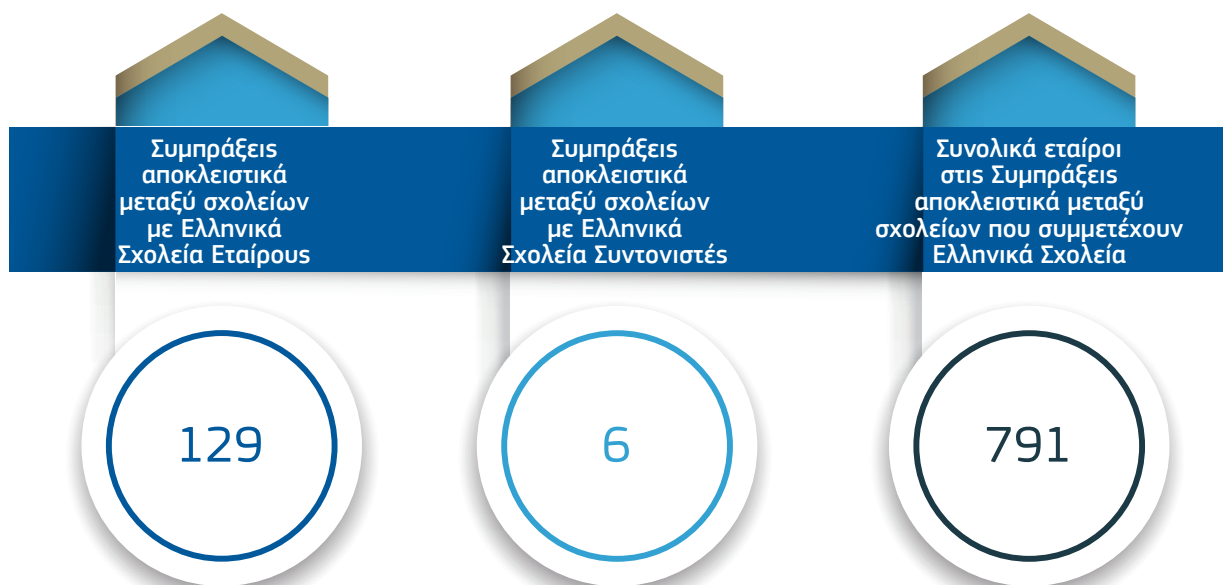 Συμπράξεις
αποκλειστικά
μεταξύ σχολείων
με Ελληνικά
Σχολεία Εταίρους
129
Συμπράξεις
αποκλειστικά
μεταξύ σχολείων
με Ελληνικά
Σχολεία Συντονιστές
6
Συνολικά εταίροι
στις Συμπράξεις
αποκλειστικά μεταξύ
σχολείων που συμμετέχουν
Ελληνικά Σχολεία
791